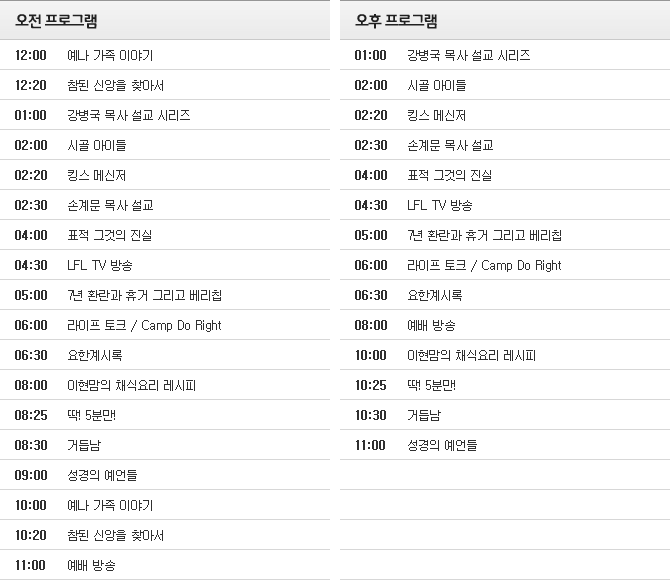 오전 프로그램
12:00 예나 가족 이야기
12:20 참된 신앙을 찾아서
01:00 강병국 목사 설교 시리즈
02:00 시골 아이들
02:20 킹스 메신저
02:30 손계문 목사 설교
04:00 표적 그것의 진실
04:30 LFL TV 방송
05:00 7년 환란과 휴거 그리고 베리칩
06:00 라이프 토크 / Camp Do Right
06:30 요한계시록
08:00 이현맘의 채식요리 레시피
08:25 딱! 5분만!
08:30 거듭남
09:00 성경의 예언들
10:00 예나 가족 이야기
10:20 참된 신앙을 찾아서
11:00 예배 방송
오후 프로그램
01:00 강병국 목사 설교 시리즈
02:00 시골 아이들
02:20 킹스 메신저
02:30 손계문 목사 설교
04:00 표적 그것의 진실
04:30 LFL TV 방송
05:00 7년 환란과 휴거 그리고 베리칩
06:00 라이프 토크 / Camp Do Right
06:30 요한계시록
08:00 예배 방송
10:00 이현맘의 채식요리 레시피
10:25 딱! 5분만!
10:30 거듭남
11:00 성경의 예언들